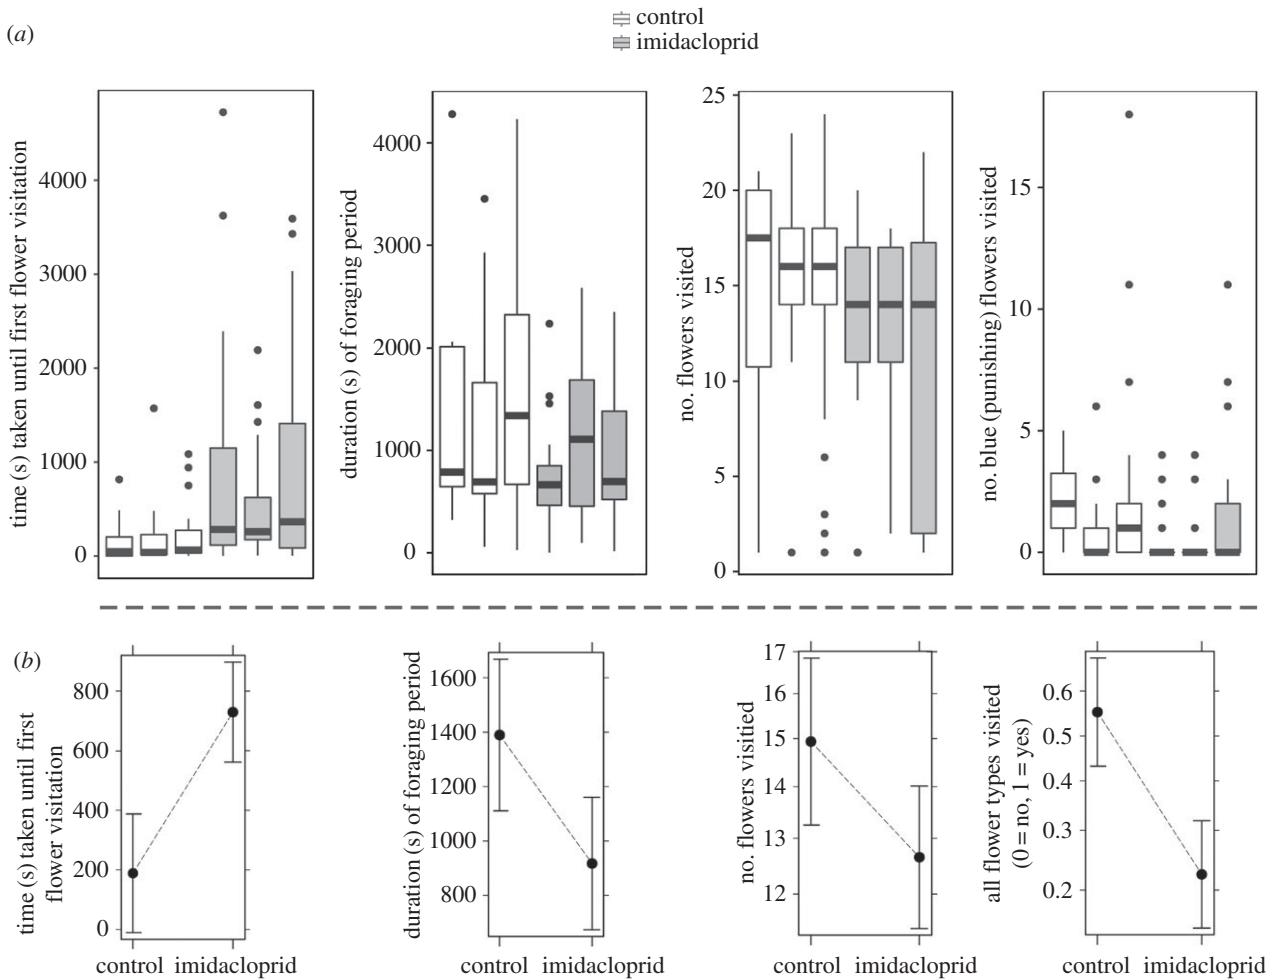 control
imidacloprid
(a)
time (s) taken until first flower visitation
4000
3000
2000
1000
0
duration (s) of foraging period
4000
3000
2000
1000
0
no. flowers visited
25
20
15
10
5
0
no. blue (punishing) flowers visited
15
10
5
0
(b)
time (s) taken until first
flower visitation
800
600
400
200
0
control imidacloprid
duration (s) of foraging period
1600
1400
1200
1000
800
control imidacloprid
no. flowers visitied
17
16
15
14
13
12
control imidacloprid
all flower types visited
(0 = no, 1 = yes)
0.6
0.5
0.4
0.3
0.2
control imidacloprid